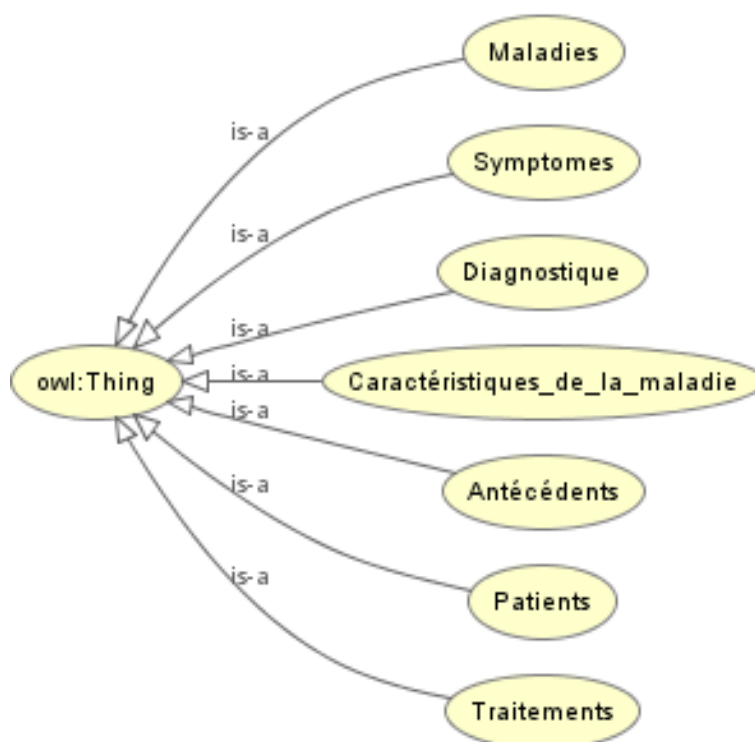 Maladies
is-a
Symptomes
is-a
Diagnostique
is-a
owl:Thing
is-a
Caractéristiques_de_la_maladie
is-a
Antécédents
is-a
Patients
is-a
Traitements